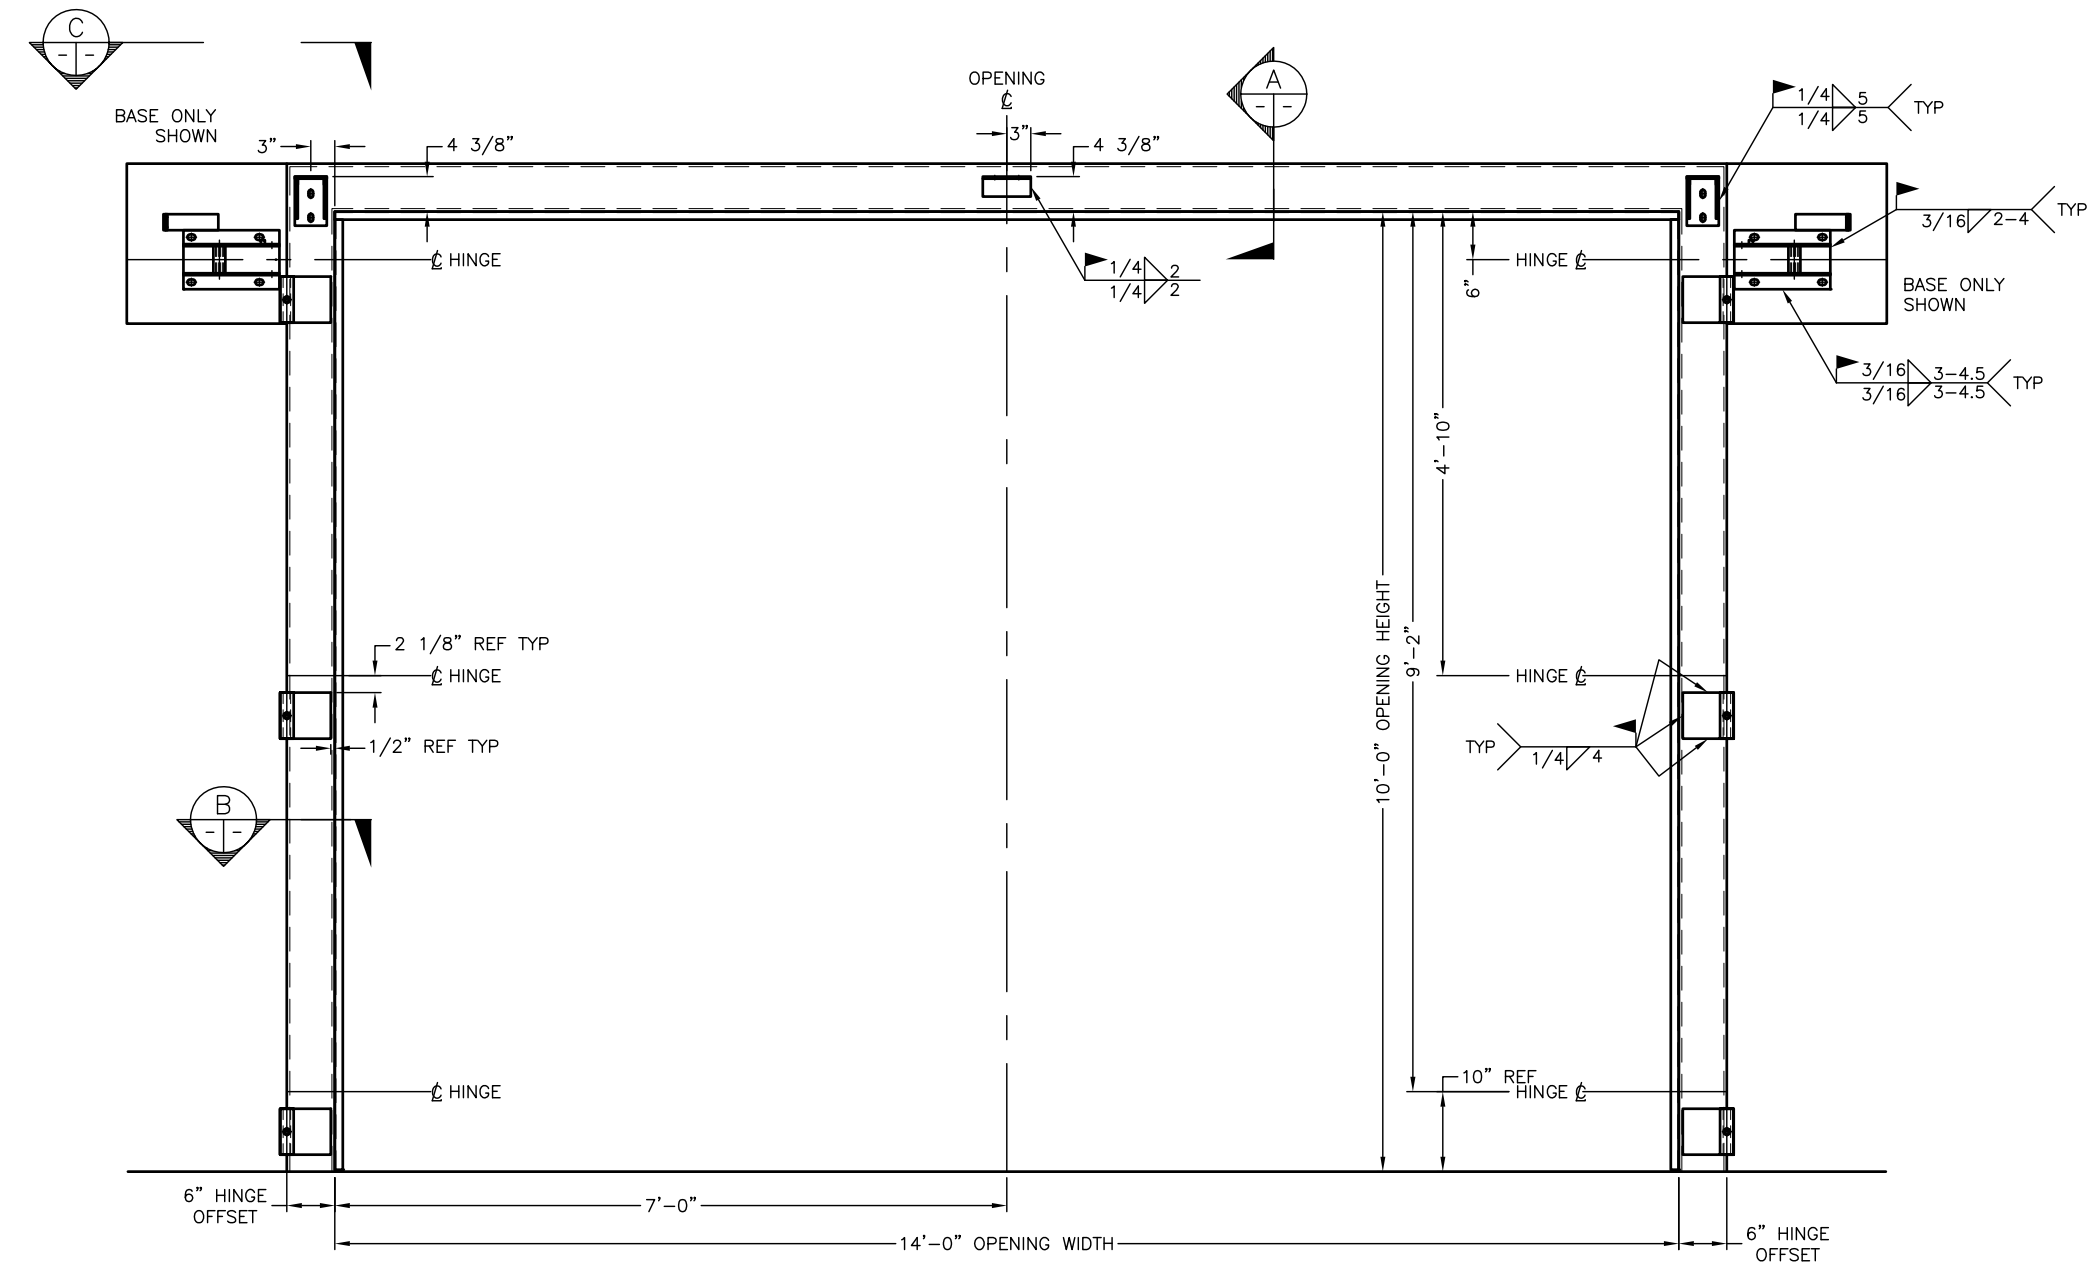 C
- -
BASE ONLY
SHOWN
3"
4 3/8"
OPENING
℄
3"
4 3/8"
A
- -
1/4 5
1/4 5
TYP
3/16 2-4
TYP
℄ HINGE
1/4 2
1/4 2
6"
HINGE ℄
BASE ONLY
SHOWN
3/16 3-4.5
3/16 3-4.5
TYP
4'-10"
10'-0" OPENING HEIGHT
9'-2"
2 1/8" REF TYP
℄ HINGE
HINGE ℄
1/2" REF TYP
TYP
1/4 4
B
- -
℄ HINGE
10" REF
HINGE ℄
6" HINGE
OFFSET
7'-0"
14'-0" OPENING WIDTH
6" HINGE
OFFSET